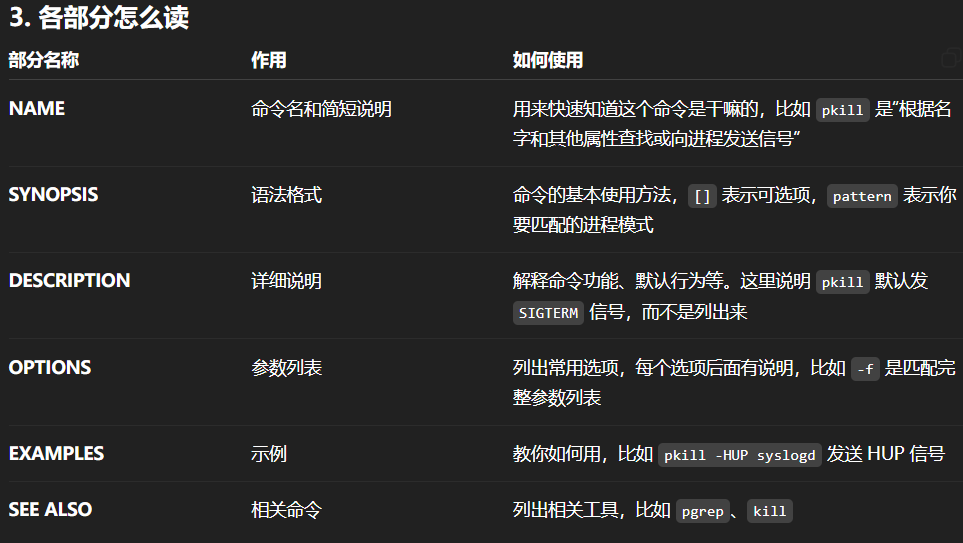 3. 各部分怎么读
部分名称 作用 如何使用
NAME 命令名和简短说明 用来快速知道这个命令是干嘛的，比如 pkill 是“根据名
字和其他属性查找或向进程发送信号”
SYNOPSIS 语法格式 命令的基本使用方法，[] 表示可选项，pattern 表示你
要匹配的进程模式
DESCRIPTION 详细说明 解释命令功能、默认行为等。这里说明 pkill 默认发
SIGTERM 信号，而不是列出来
OPTIONS 参数列表 列出常用选项，每个选项后面有说明，比如 -f 是匹配完
整参数列表
EXAMPLES 示例 教你如何用，比如 pkill -HUP syslogd 发送 HUP 信号
SEE ALSO 相关命令 列出相关工具，比如 pgrep、kill